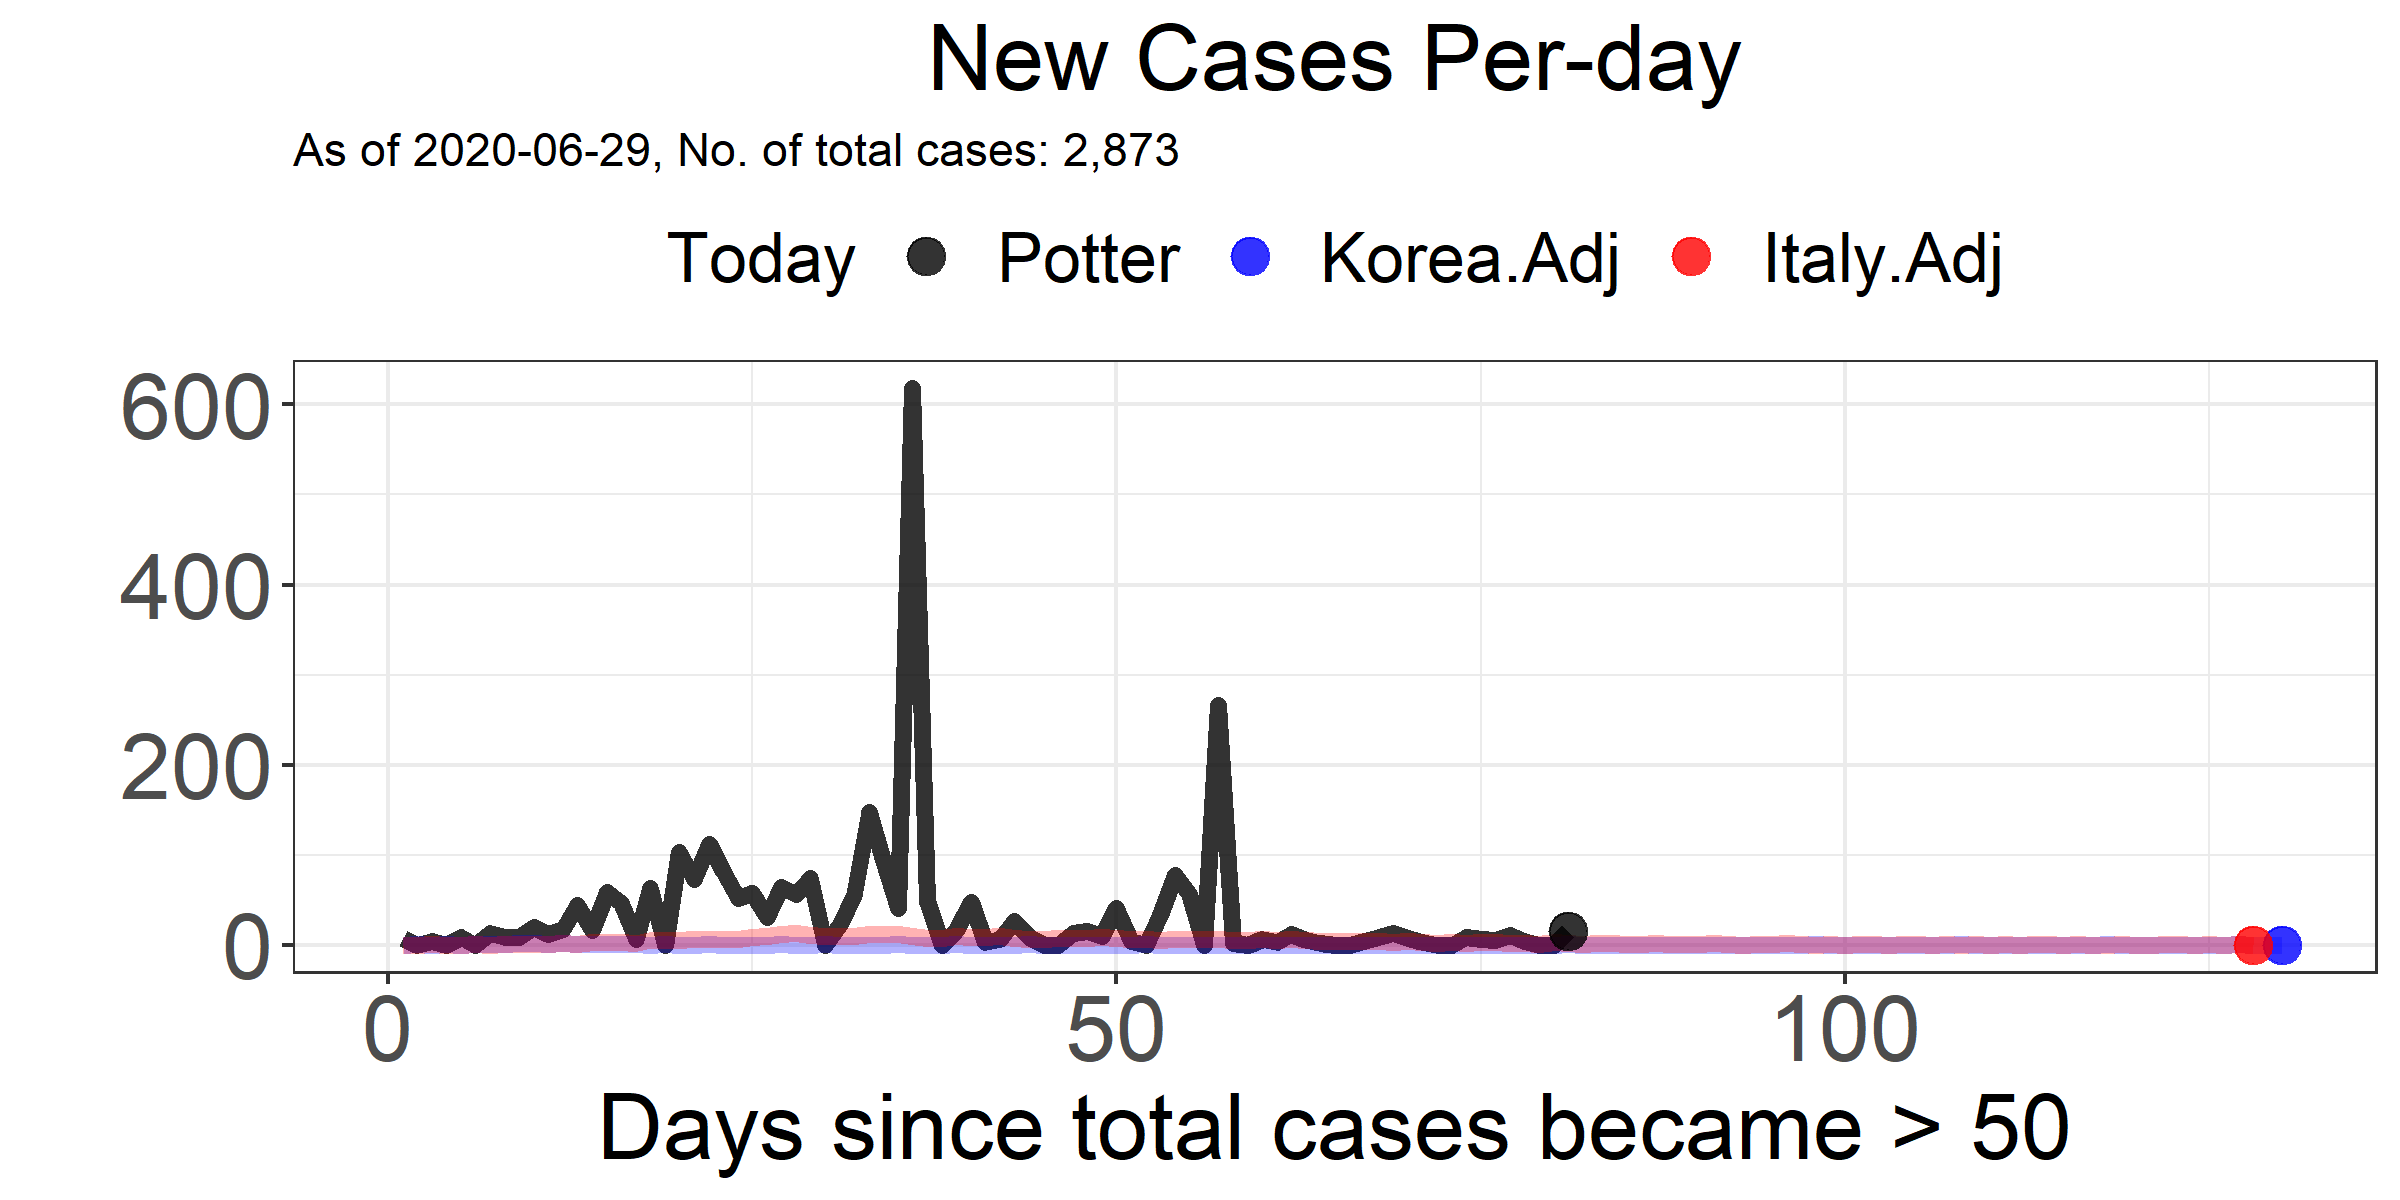 New Cases Per-day
As of 2020-06-29, No. of total cases: 2,873
Today Potter Korea.Adj Italy.Adj
600
400
200
0
0 50 100
Days since total cases became > 50